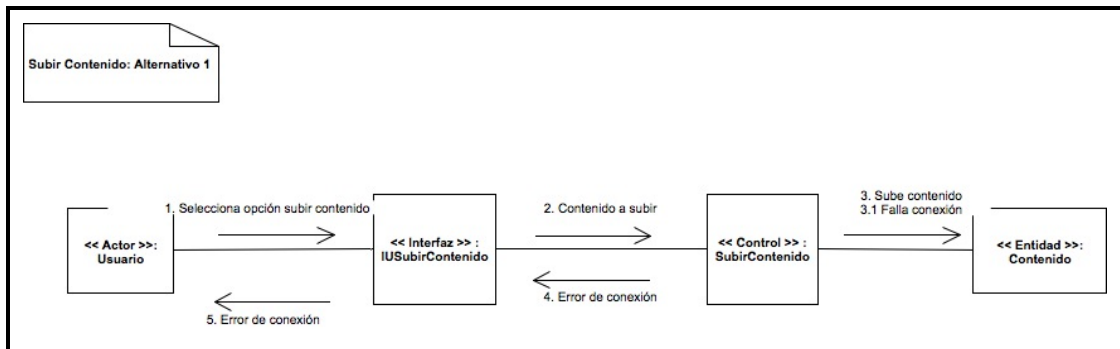 Subir Contenido: Alternativo 1
1. Selecciona opción subir contenido
2. Contenido a subir
3. Sube contenido
3.1 Falla conexión
<< Actor >>:
Usuario
<< Interfaz >> :
IUSubirContenido
<< Control >> :
SubirContenido
<< Entidad >>:
Contenido
4. Error de conexión
5. Error de conexión